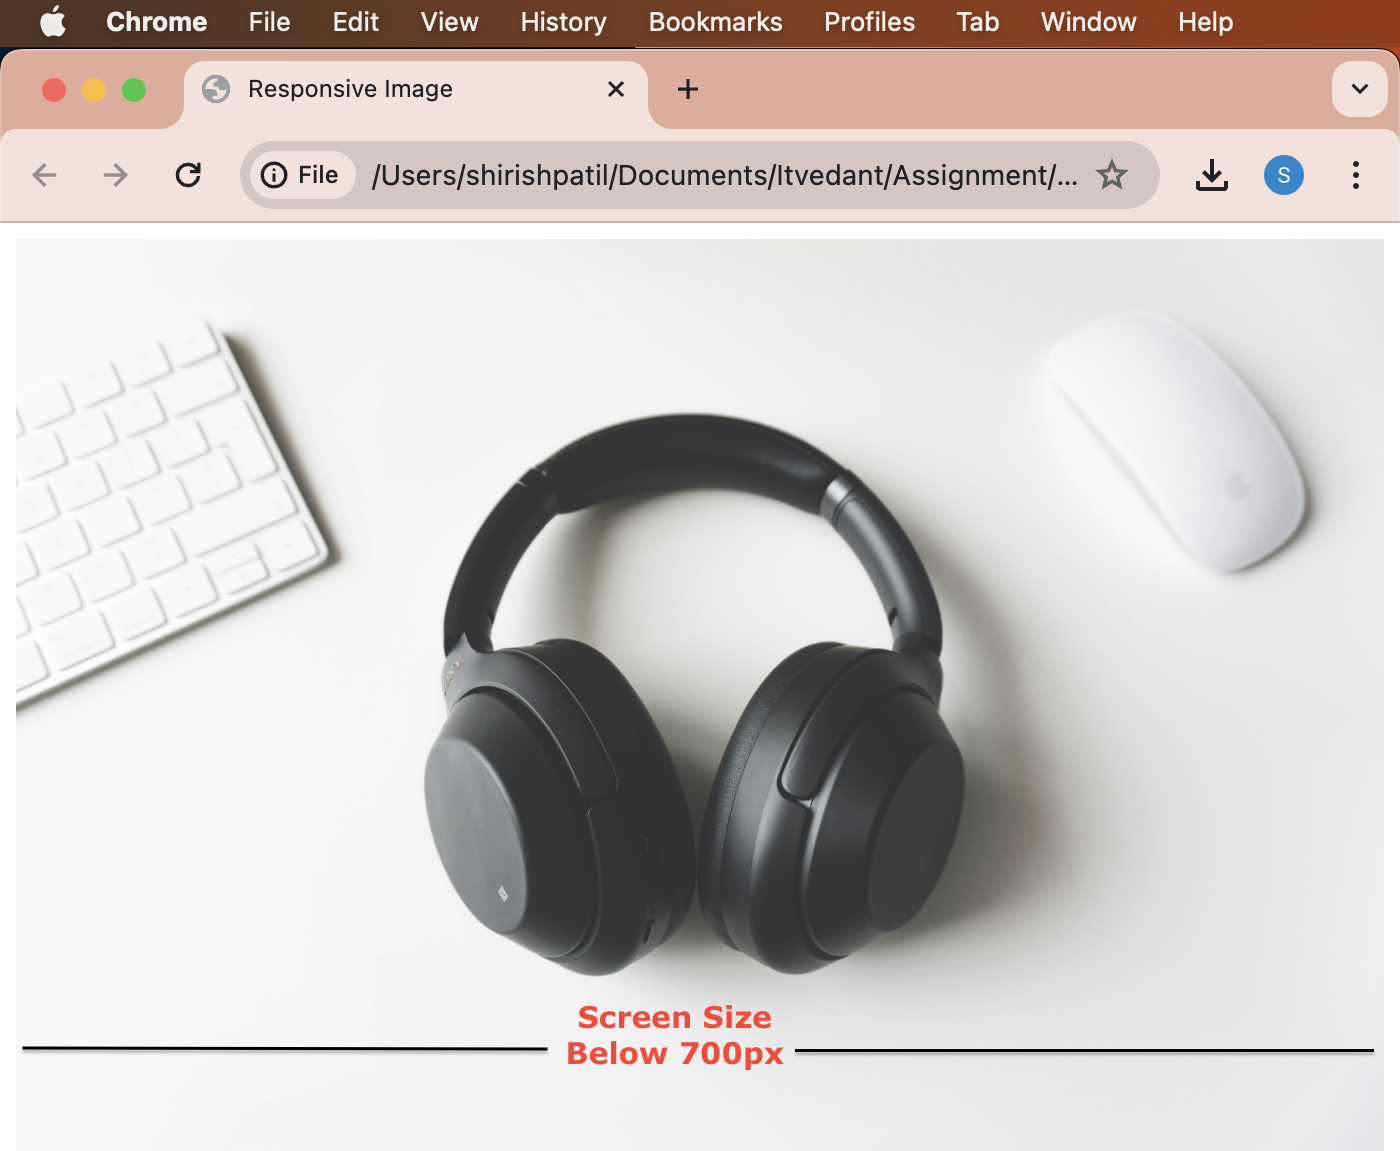 Chrome File Edit View History Bookmarks Profiles Tab Window Help
Responsive Image
File /Users/shirishpatil/Documents/Itvedant/Assignment/... S
Screen Size
Below 700px